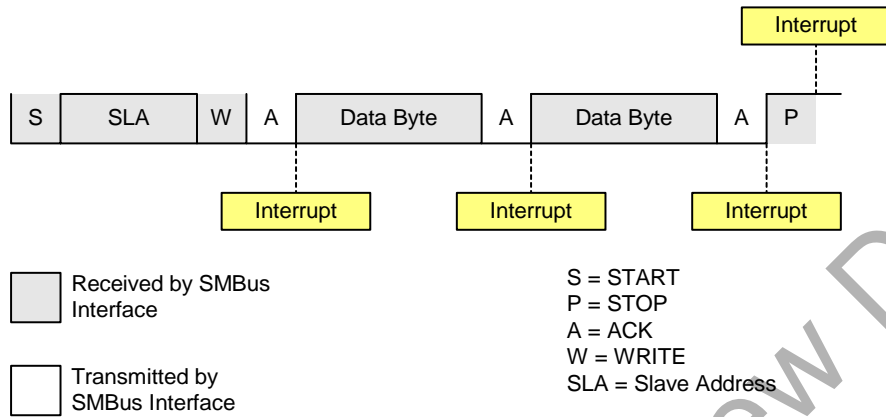 Interrupt
S SLA W A Data Byte A Data Byte A P
Interrupt Interrupt Interrupt
Received by SMBus
Interface
Transmitted by
SMBus Interface
S = START
P = STOP
A = ACK
W = WRITE
SLA = Slave Address
ew D